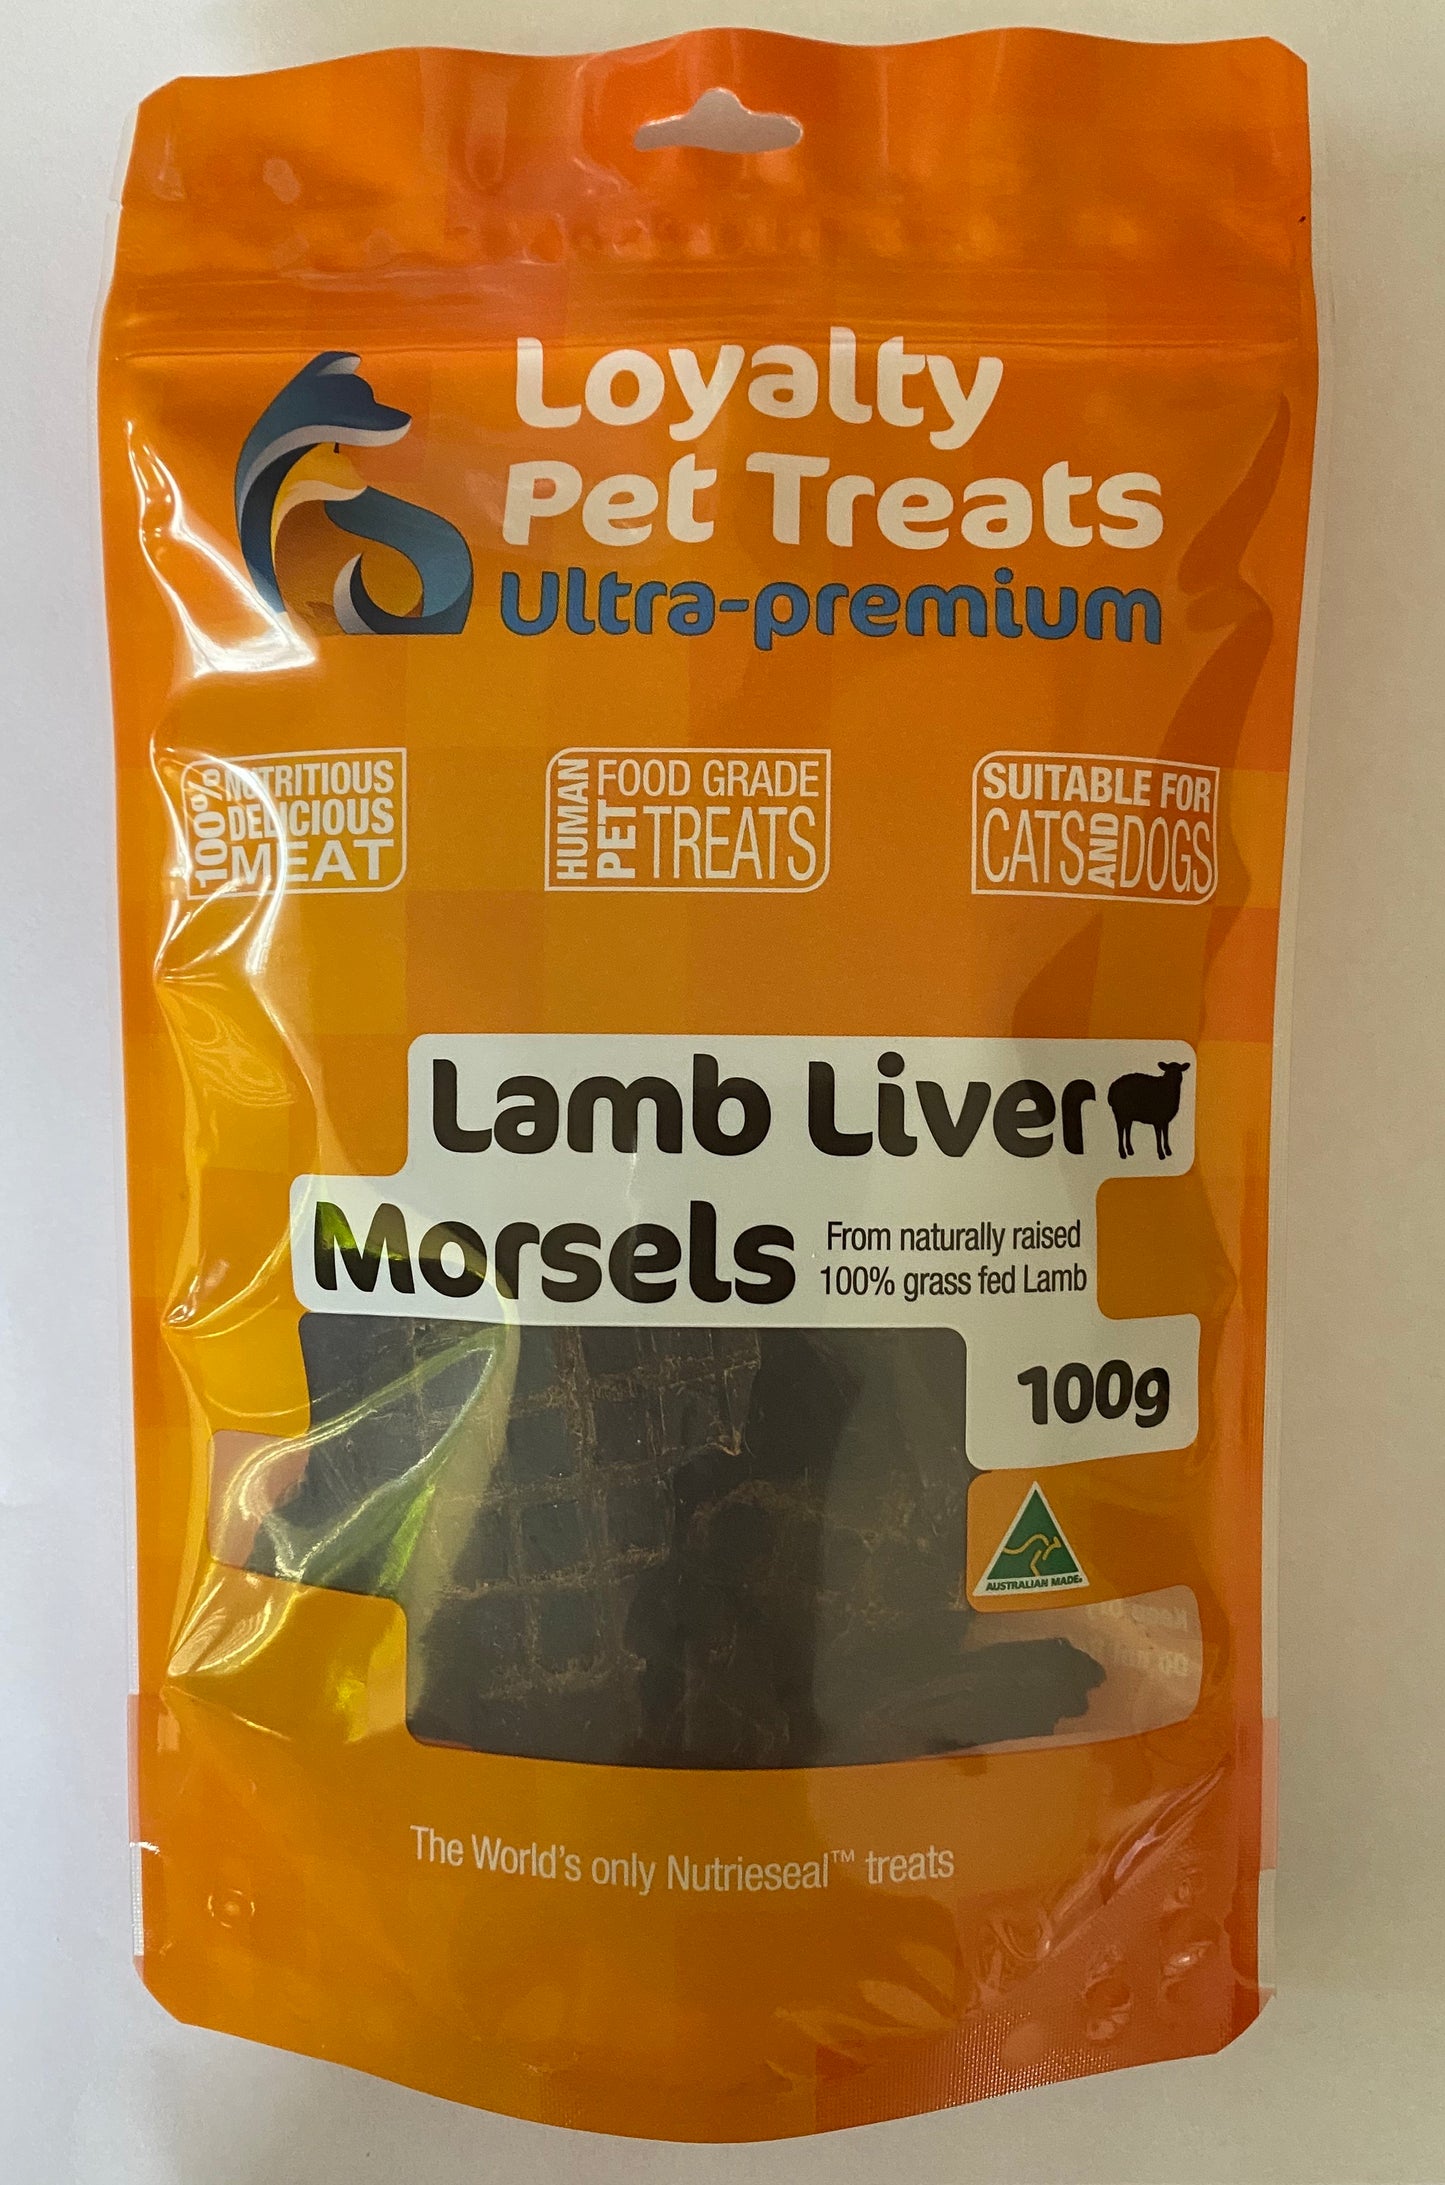 Loyalty
Pet Treats
Ultra-premium
100% NUTRITIOUS
DELICIOUS
MEAT
HUMAN FOOD GRADE
PET TREATS
SUITABLE FOR
CATS AND DOGS
Lamb Liver
Morsels
From naturally raised
100% grass fed Lamb
100g
AUSTRALIAN MADE
The World's only Nutrieseal™ treats